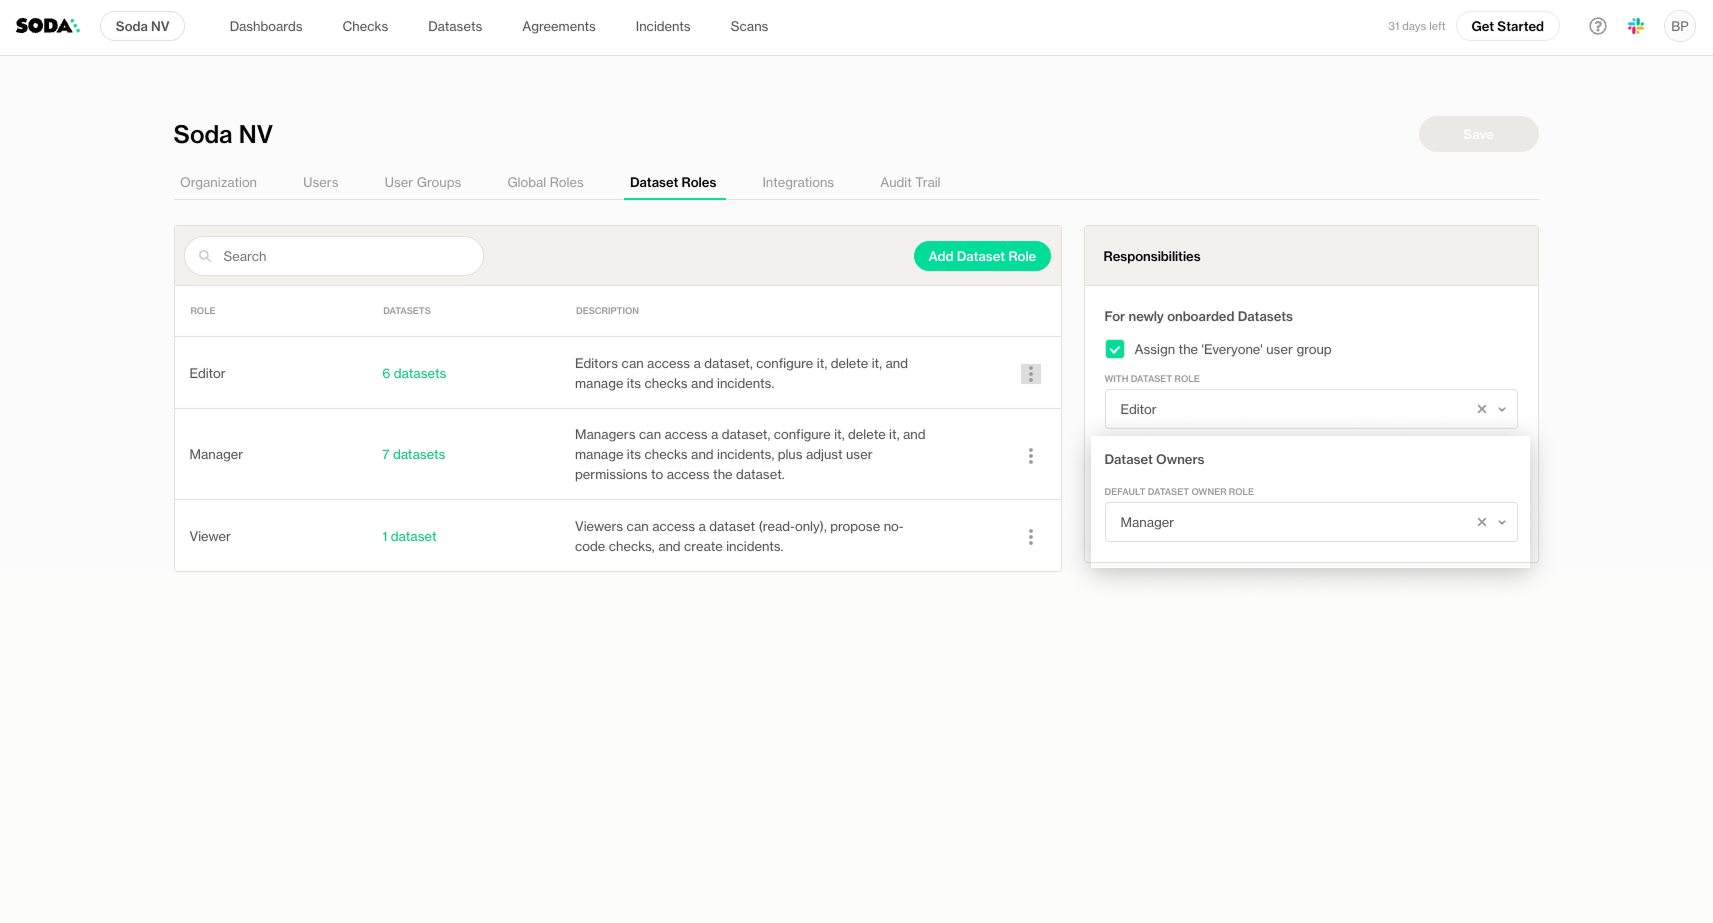 SODA
Soda NV
Dashboards
Checks
Datasets
Agreements
Incidents
Scans
31 days left
Get Started
BP
Soda NV
Save
Organization
Users
User Groups
Global Roles
Dataset Roles
Integrations
Audit Trail
Search
Add Dataset Role
ROLE
DATASETS
DESCRIPTION
Editor
6 datasets
Editors can access a dataset, configure it, delete it, and
manage its checks and incidents.
Manager
7 datasets
Managers can access a dataset, configure it, delete it, and
manage its checks and incidents, plus adjust user
permissions to access the dataset.
Viewer
1 dataset
Viewers can access a dataset (read-only), propose no-
code checks, and create incidents.
Responsibilities
For newly onboarded Datasets
Assign the 'Everyone' user group
WITH DATASET ROLE
Editor
Dataset Owners
DEFAULT DATASET OWNER ROLE
Manager